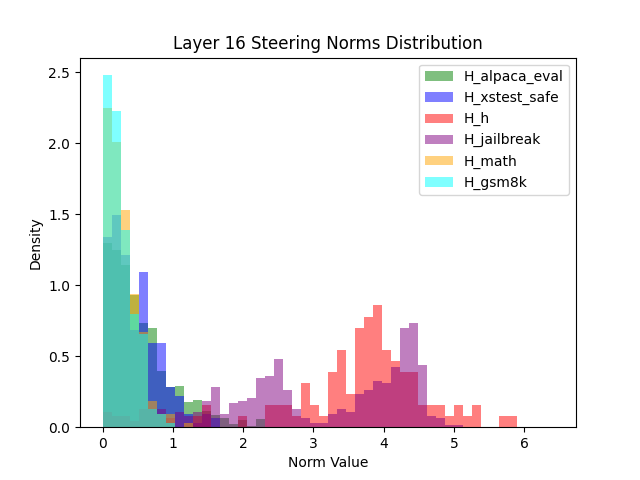 Layer 16 Steering Norms Distribution
H_alpaca_eval
H_xstest_safe
H_h
H_jailbreak
H_math
H_gsm8k
Density
2.5
2.0
1.5
1.0
0.5
0.0
0 1 2 3 4 5 6
Norm Value